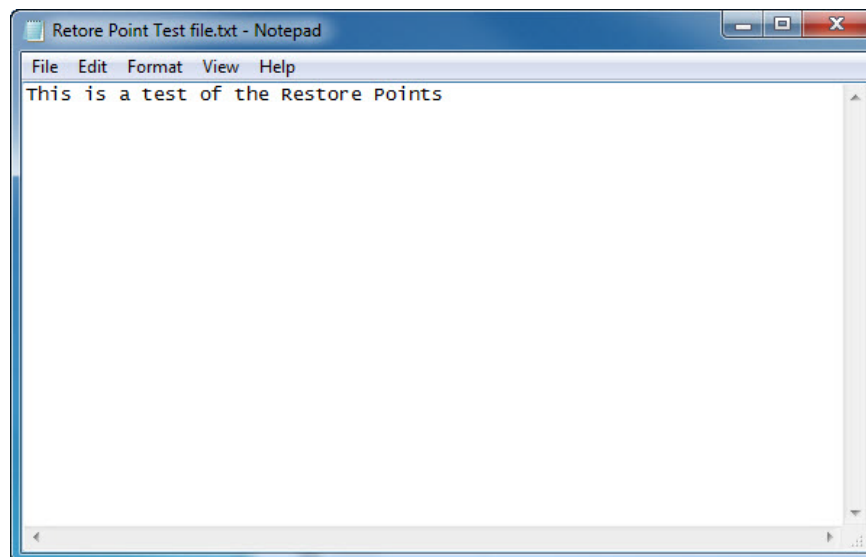 Retore Point Test file.txt - Notepad
File Edit Format View Help
This is a test of the Restore Points